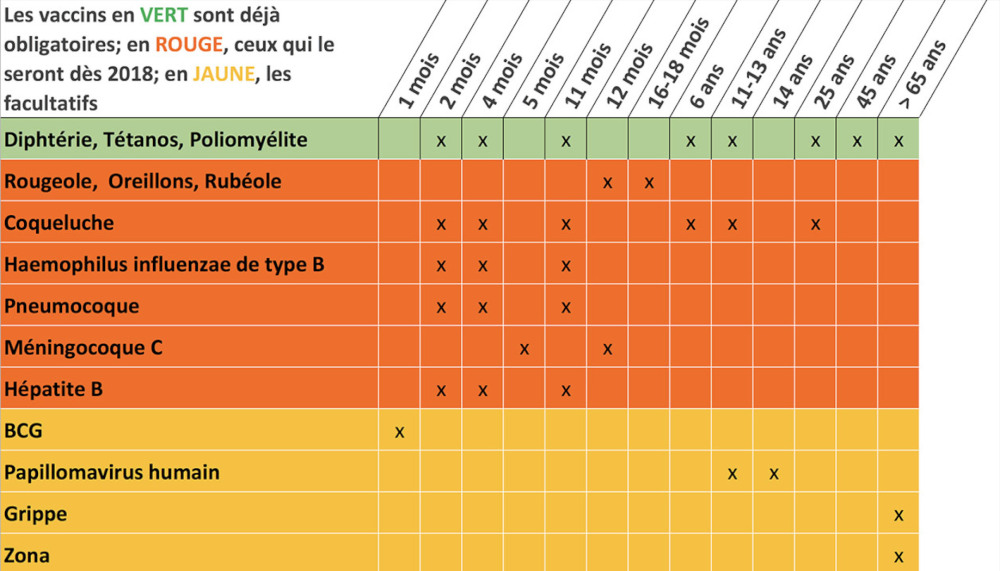 Les vaccins en VERT sont déjà
obligatoires; en ROUGE, ceux qui le
seront dès 2018; en JAUNE, les
facultatifs
1 mois 2 mois 4 mois 5 mois 11 mois 12 mois 16-18 mois 6 ans 11-13 ans 14 ans 25 ans 45 ans > 65 ans
Diphtérie, Tétanos, Poliomyélite x x x x x x x x
Rougeole, Oreillons, Rubéole x x
Coqueluche x x x x x x
Haemophilus influenzae de type B x x x
Pneumocoque x x x
Méningocoque C x x
Hépatite B x x x
BCG x
Papillomavirus humain x x
Grippe x
Zona x